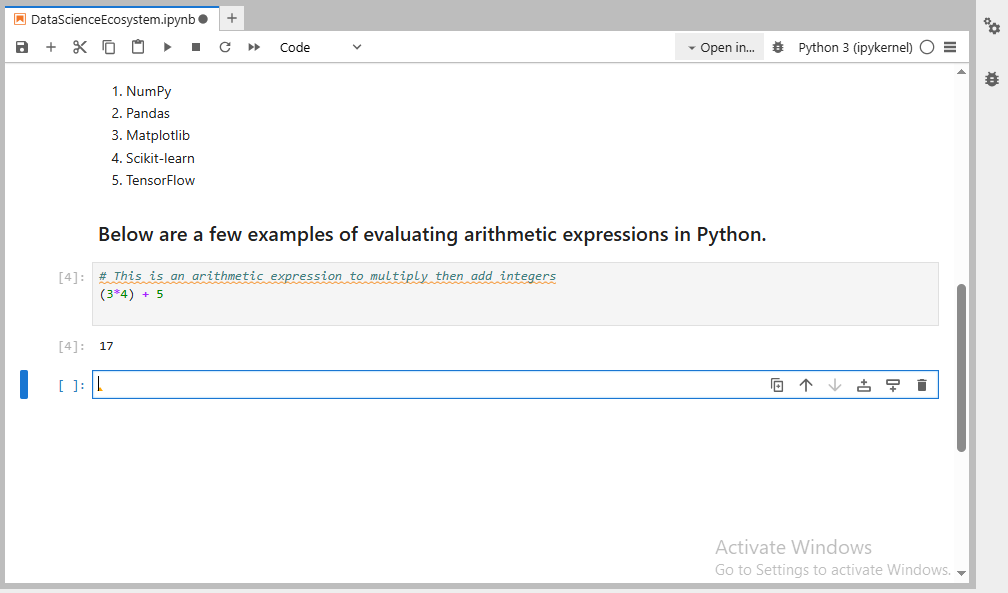 DataScienceEcosystem.ipynb
Code
Open in...
Python 3 (ipykernel)
1. NumPy
2. Pandas
3. Matplotlib
4. Scikit-learn
5. TensorFlow
Below are a few examples of evaluating arithmetic expressions in Python.
[4]: # This is an arithmetic expression to multiply then add integers
(3*4) + 5
[4]: 17
[ ]:
Activate Windows
Go to Settings to activate Windows.